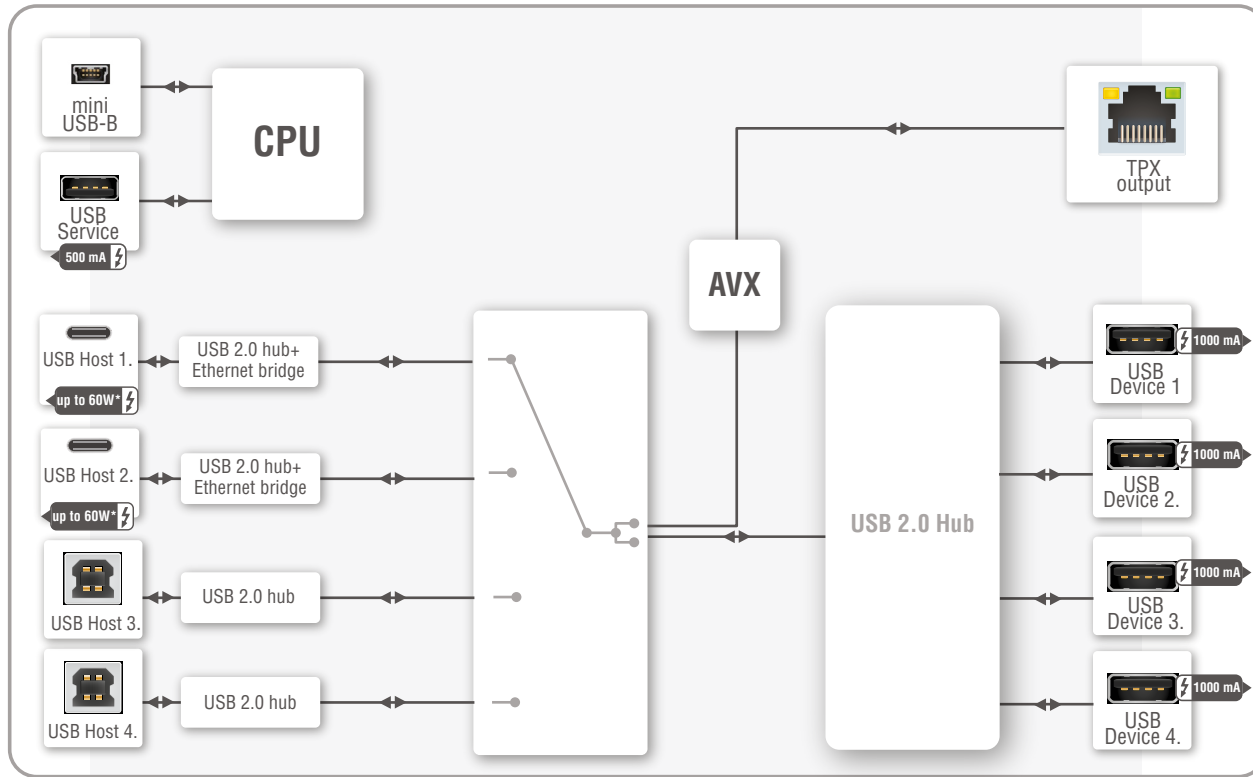 mini
USB-B
CPU
USB
Service
500 mA
TPX
output
AVX
USB Host 1.
up to 60W*
USB 2.0 hub+
Ethernet bridge
USB Host 2.
up to 60W*
USB 2.0 hub+
Ethernet bridge
USB Host 3.
USB 2.0 hub
USB Host 4.
USB 2.0 hub
USB 2.0 Hub
1000 mA
USB
Device 1
1000 mA
USB
Device 2.
1000 mA
USB
Device 3.
1000 mA
USB
Device 4.